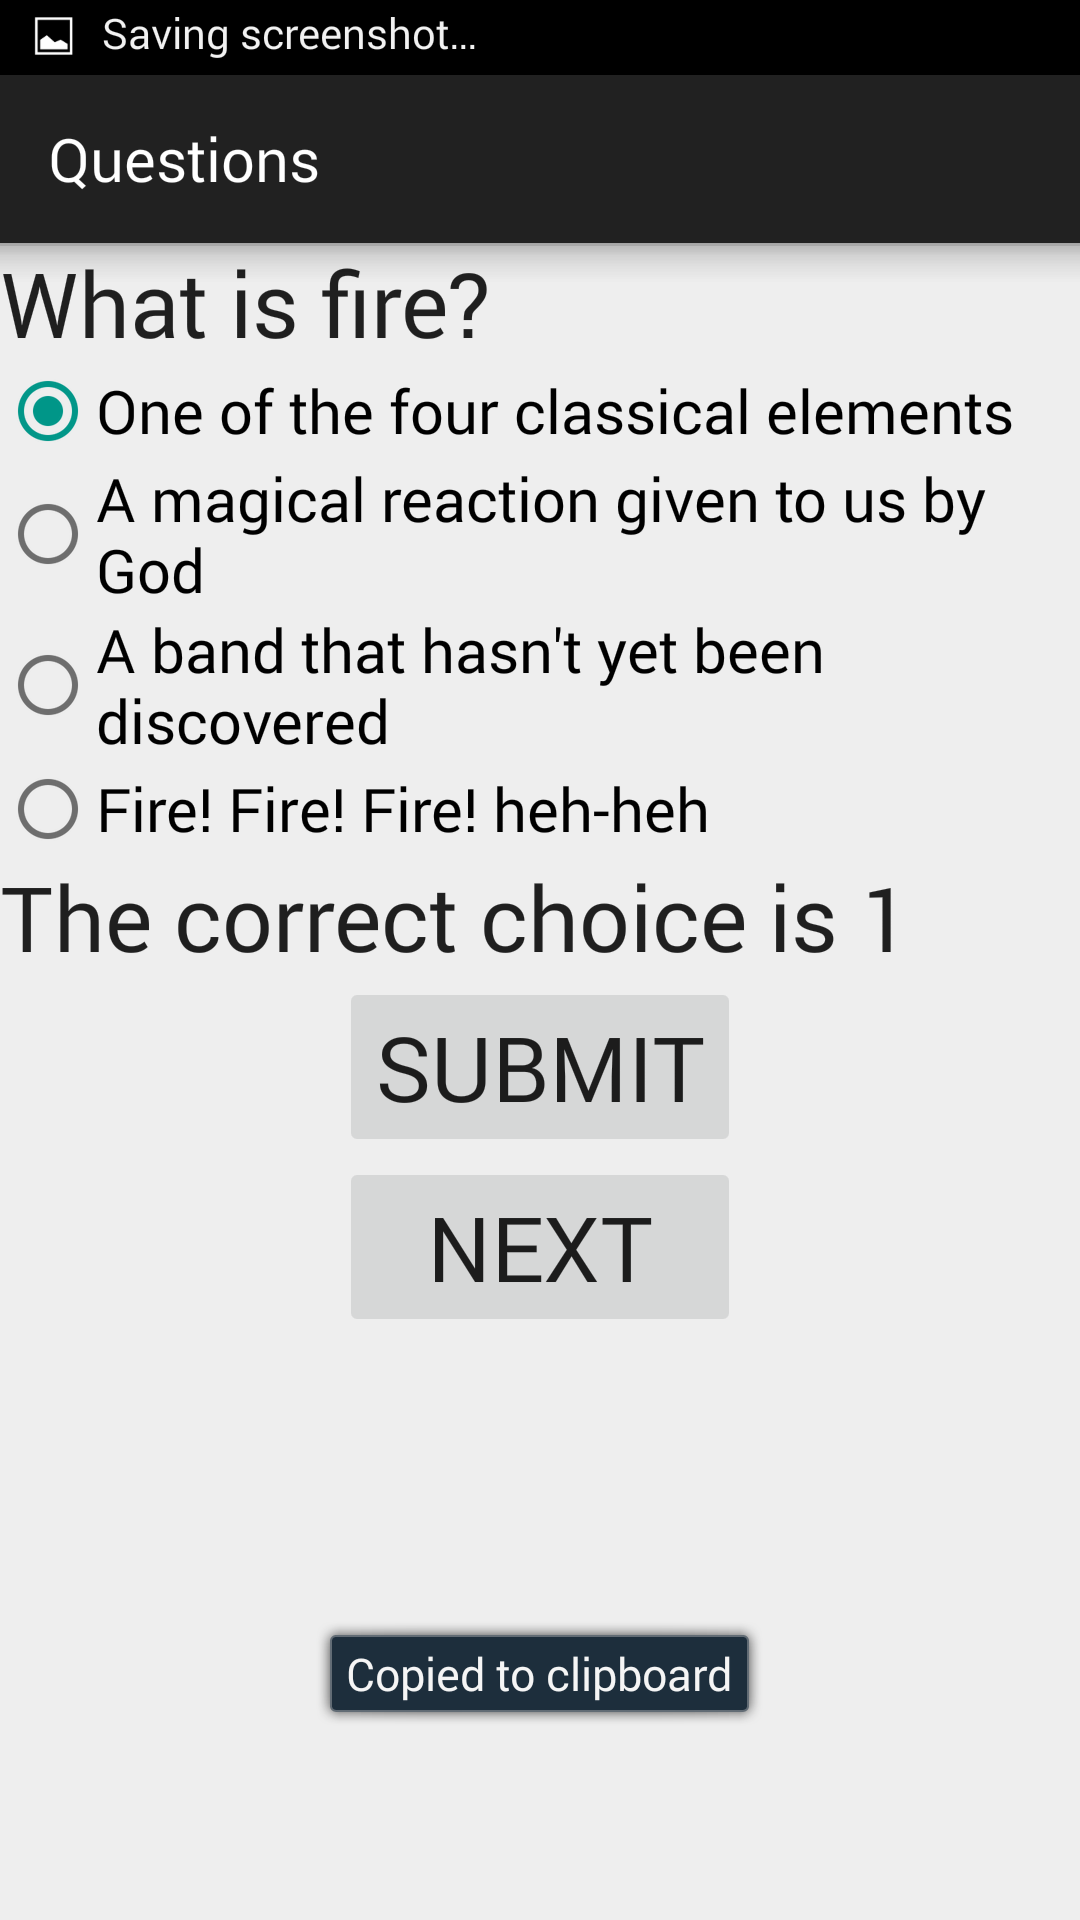 Saving screenshot...
Questions
What is fire?
One of the four classical elements
A magical reaction given to us by
God
A band that hasn't yet been
discovered
Fire! Fire! Fire! heh-heh
The correct choice is 1
SUBMIT
NEXT
Copied to clipboard